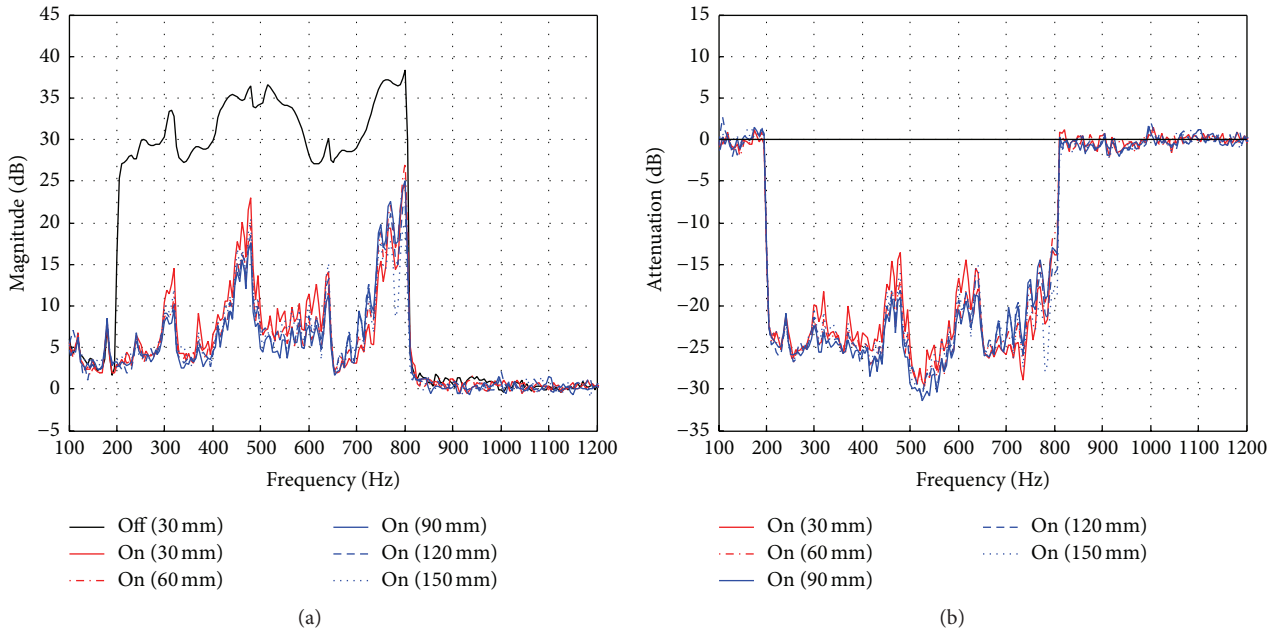 45
40
35
30
25
20
15
10
5
0
−5
Magnitude (dB)
100 200 300 400 500 600 700 800 900 1000 1100 1200
Frequency (Hz)
Off (30 mm)
On (30 mm)
On (60 mm)
On (90 mm)
On (120 mm)
On (150 mm)
(a)
15
10
5
0
−5
−10
−15
−20
−25
−30
−35
Attenuation (dB)
100 200 300 400 500 600 700 800 900 1000 1100 1200
Frequency (Hz)
On (30 mm)
On (60 mm)
On (90 mm)
On (120 mm)
On (150 mm)
(b)